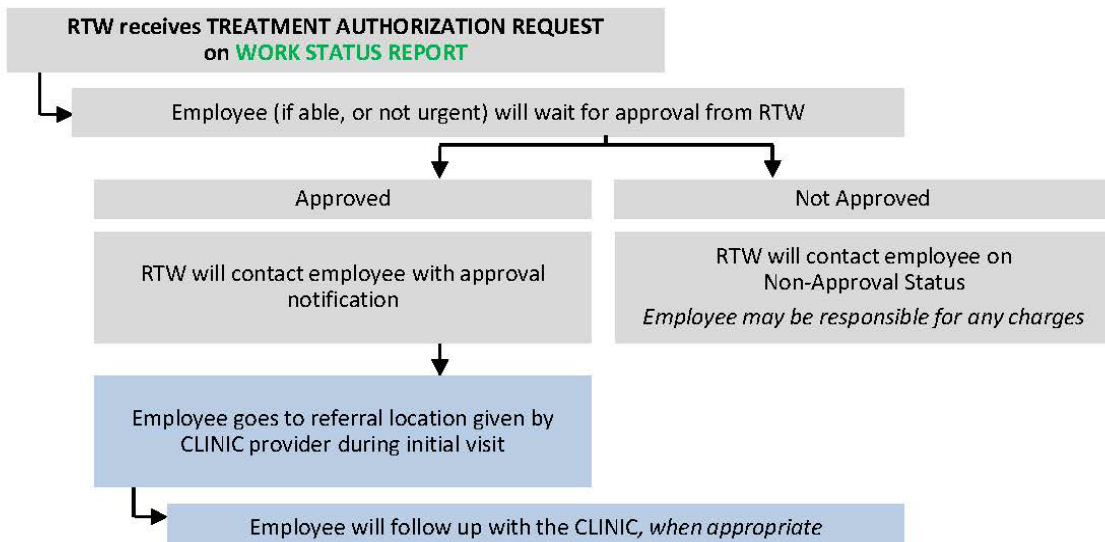 RTW receives TREATMENT AUTHORIZATION REQUEST
on WORK STATUS REPORT
Employee (if able, or not urgent) will wait for approval from RTW
Approved
Not Approved
RTW will contact employee with approval
notification
RTW will contact employee on
Non-Approval Status
Employee may be responsible for any charges
Employee goes to referral location given by
CLINIC provider during initial visit
Employee will follow up with the CLINIC, when appropriate